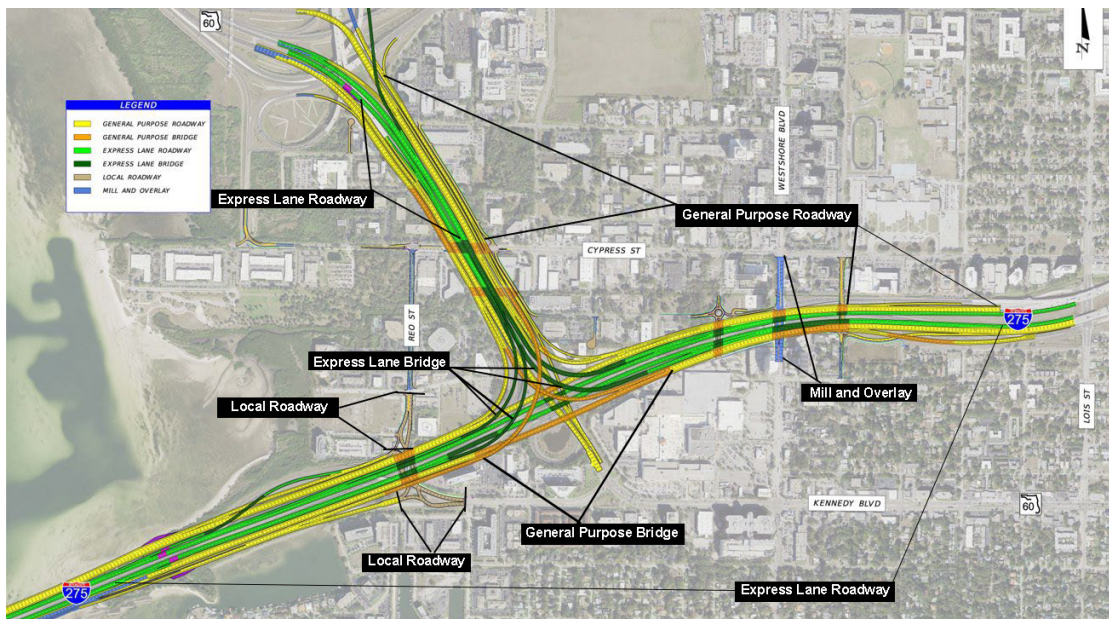 60
N
LEGEND
GENERAL PURPOSE ROADWAY
GENERAL PURPOSE BRIDGE
EXPRESS LANE ROADWAY
EXPRESS LANE BRIDGE
LOCAL ROADWAY
MILL AND OVERLAY
WESTSHORE BLVD
Express Lane Roadway
General Purpose Roadway
CYPRESS ST
REO ST
275
Express Lane Bridge
Mill and Overlay
Local Roadway
LOIS ST
KENNEDY BLVD
60
General Purpose Bridge
Local Roadway
275
Express Lane Roadway